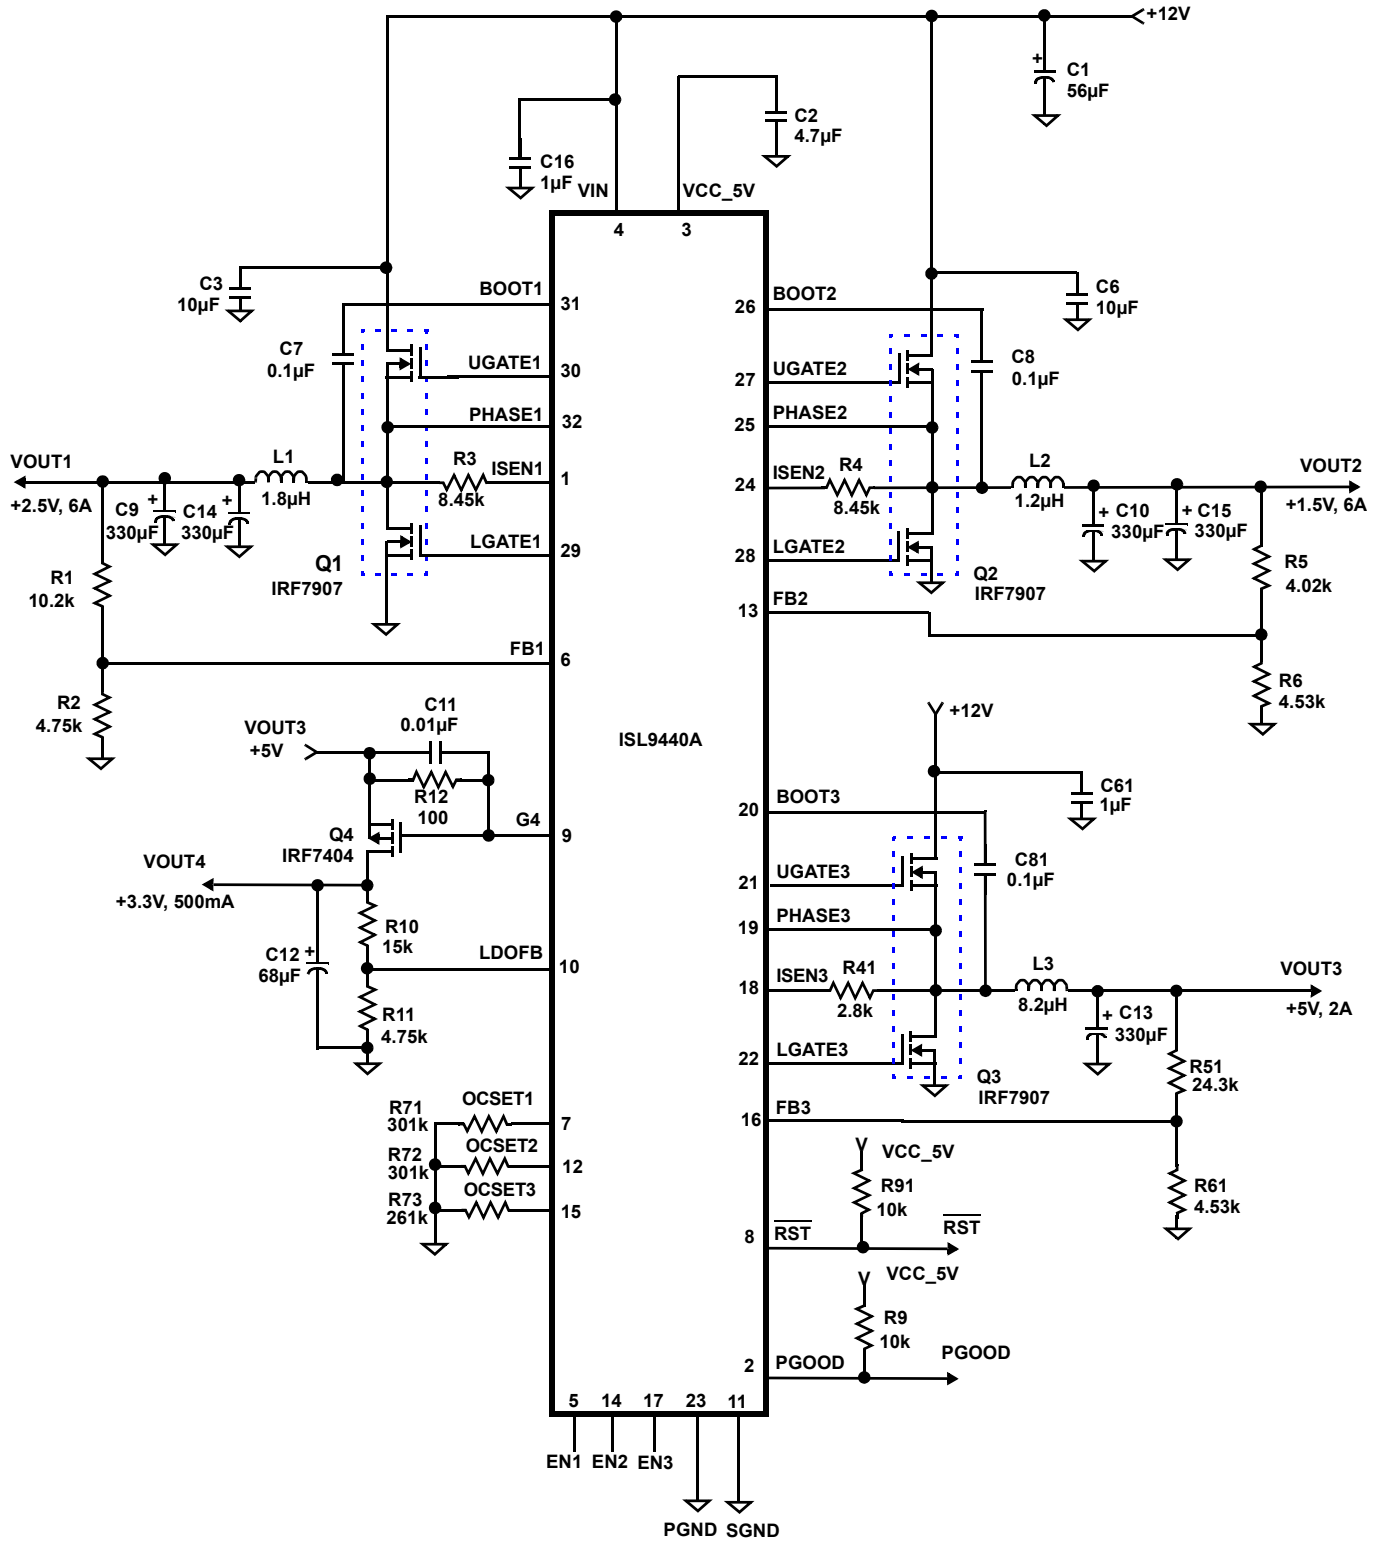 +12V
C1
56µF
C2
4.7µF
C16
1µF
VIN
VCC_5V
4
3
C3
10µF
BOOT1
31
26
BOOT2
C6
10µF
C7
0.1µF
UGATE1
30
27
UGATE2
C8
0.1µF
PHASE1
32
25
PHASE2
VOUT1
+2.5V, 6A
L1
1.8µH
R3
8.45k
ISEN1
1
24
ISEN2
R4
8.45k
L2
1.2µH
VOUT2
+1.5V, 6A
C9
330µF
C14
330µF
+
+
C10
330µF
C15
330µF
+
+
LGATE1
29
28
LGATE2
Q1
IRF7907
Q2
IRF7907
R1
10.2k
R5
4.02k
13
FB2
FB1
6
R2
4.75k
R6
4.53k
C11
0.01µF
VOUT3
+5V
+12V
ISL9440A
R12
100
C61
1µF
G4
9
20
BOOT3
Q4
IRF7404
VOUT4
+3.3V, 500mA
21
UGATE3
C81
0.1µF
R10
15k
19
PHASE3
C12
68µF
+
LDOFB
10
18
ISEN3
R41
2.8k
L3
8.2µH
VOUT3
+5V, 2A
R11
4.75k
+
C13
330µF
22
LGATE3
Q3
IRF7907
R51
24.3k
R71
301k
OCSET1
7
16
FB3
R72
301k
OCSET2
12
VCC_5V
R73
261k
OCSET3
15
R91
10k
R61
4.53k
8
RST
RST
VCC_5V
R9
10k
2
PGOOD
PGOOD
5
14
17
23
11
EN1
EN2
EN3
PGND
SGND